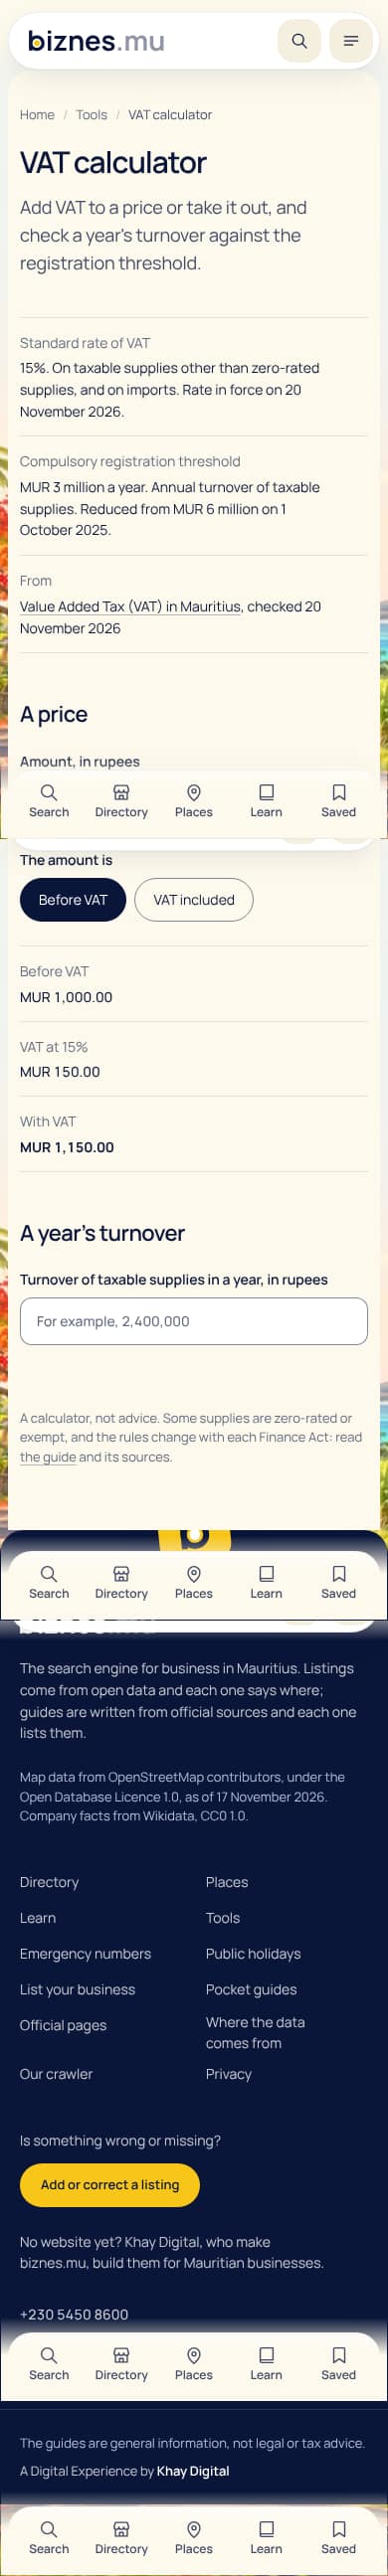 biznes.mu
Home / Tools / VAT calculator
VAT calculator
Add VAT to a price or take it out, and
check a year's turnover against the
registration threshold.
Standard rate of VAT
15%. On taxable supplies other than zero-rated
supplies, and on imports. Rate in force on 20
November 2026.
Compulsory registration threshold
MUR 3 million a year. Annual turnover of taxable
supplies. Reduced from MUR 6 million on 1
October 2025.
From
Value Added Tax (VAT) in Mauritius, checked 20
November 2026
A price
Amount, in rupees
Search Directory Places Learn Saved
The amount is
Before VAT VAT included
Before VAT
MUR 1,000.00
VAT at 15%
MUR 150.00
With VAT
MUR 1,150.00
A year's turnover
Turnover of taxable supplies in a year, in rupees
For example, 2,400,000
A calculator, not advice. Some supplies are zero-rated or
exempt, and the rules change with each Finance Act: read
the guide and its sources.
b
Search Directory Places Learn Saved
The search engine for business in Mauritius. Listings
come from open data and each one says where;
guides are written from official sources and each one
lists them.
Map data from OpenStreetMap contributors, under the
Open Database Licence 1.0, as of 17 November 2026.
Company facts from Wikidata, CC0 1.0.
Directory Places
Learn Tools
Emergency numbers Public holidays
List your business Pocket guides
Official pages Where the data
comes from
Our crawler Privacy
Is something wrong or missing?
Add or correct a listing
No website yet? Khay Digital, who make
biznes.mu, build them for Mauritian businesses.
+230 5450 8600
Search Directory Places Learn Saved
The guides are general information, not legal or tax advice.
A Digital Experience by Khay Digital
Search Directory Places Learn Saved